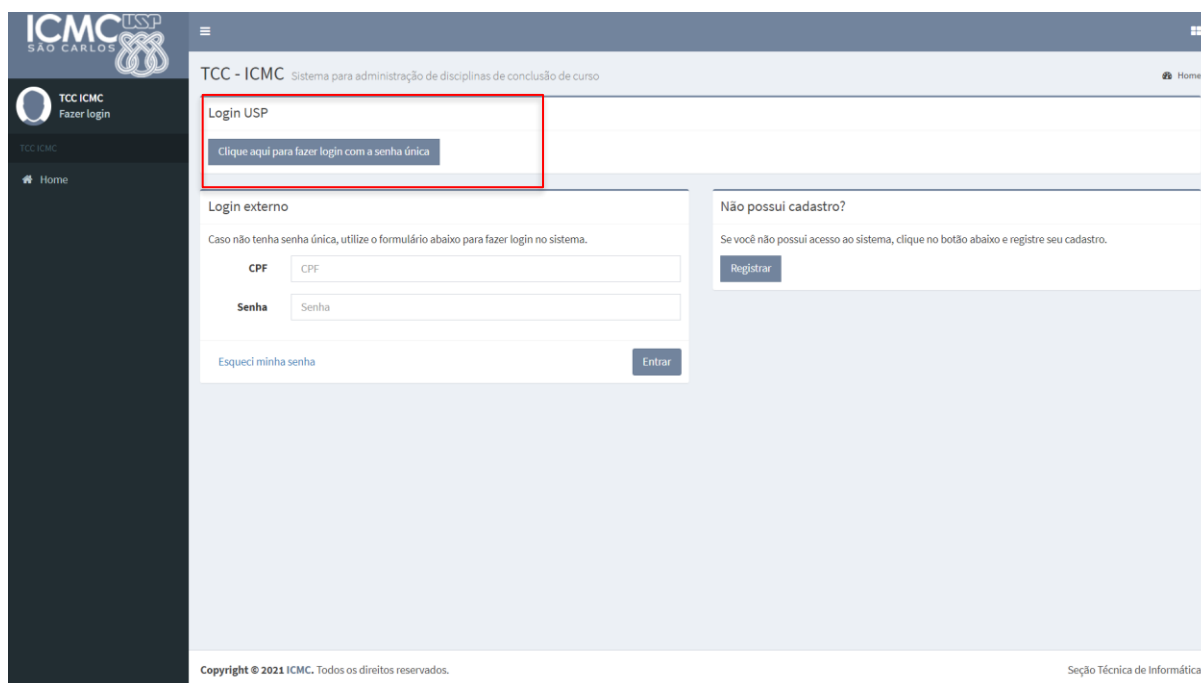 ICMC USP
SÃO CARLOS
TCC ICMC
Fazer login
TCC ICMC
Home
TCC - ICMC Sistema para administração de disciplinas de conclusão de curso
Home
Login USP
Clique aqui para fazer login com a senha única
Login externo
Caso não tenha senha única, utilize o formulário abaixo para fazer login no sistema.
CPF CPF
Senha Senha
Esqueci minha senha Entrar
Não possui cadastro?
Se você não possui acesso ao sistema, clique no botão abaixo e registre seu cadastro.
Registrar
Copyright © 2021 ICMC. Todos os direitos reservados.
Seção Técnica de Informática